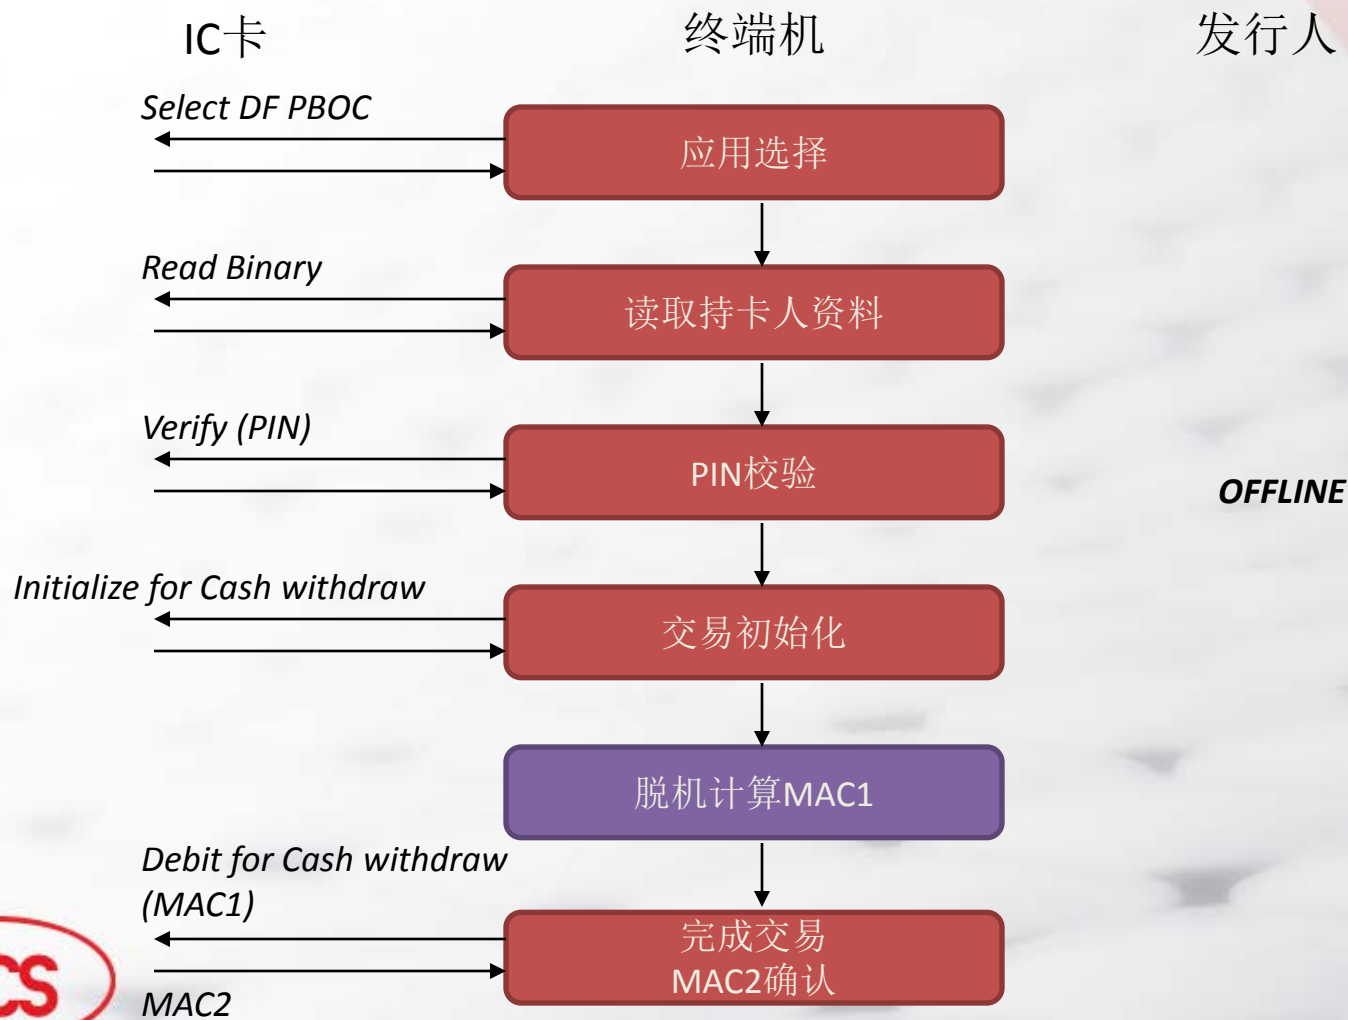 IC卡
终端机
发行人
Select DF PBOC
应用选择
Read Binary
读取持卡人资料
Verify (PIN)
PIN校验
OFFLINE
Initialize for Cash withdraw
交易初始化
脱机计算MAC1
Debit for Cash withdraw
(MAC1)
完成交易
MAC2确认
CS
MAC2